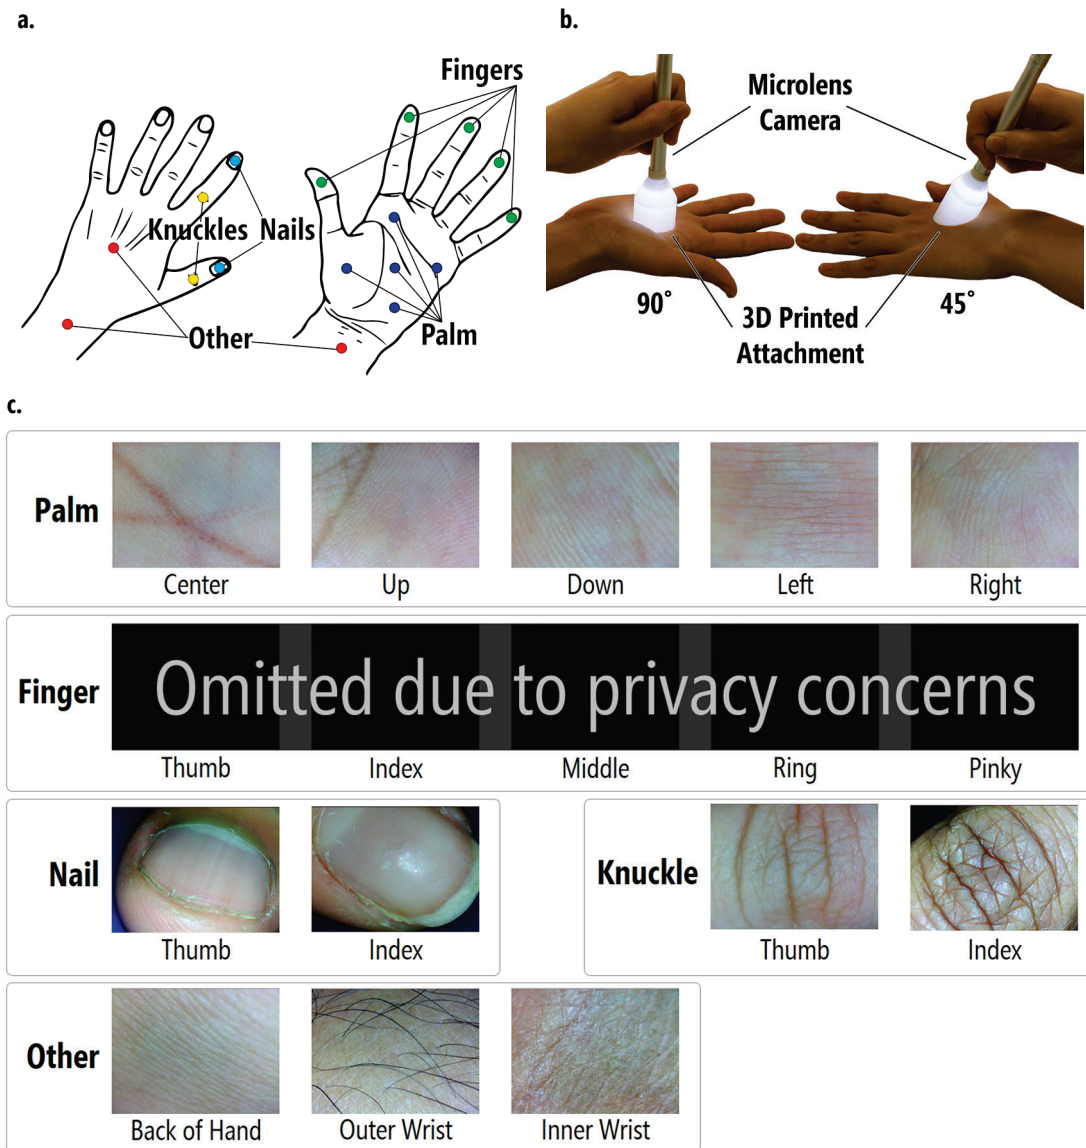 a.
Fingers
Knuckles Nails
Other
Palm
b.
Microlens
Camera
90°
45°
3D Printed
Attachment
c.
Palm
Center
Up
Down
Left
Right
Finger
Omitted due to privacy concerns
Thumb
Index
Middle
Ring
Pinky
Nail
Thumb
Index
Knuckle
Thumb
Index
Other
Back of Hand
Outer Wrist
Inner Wrist